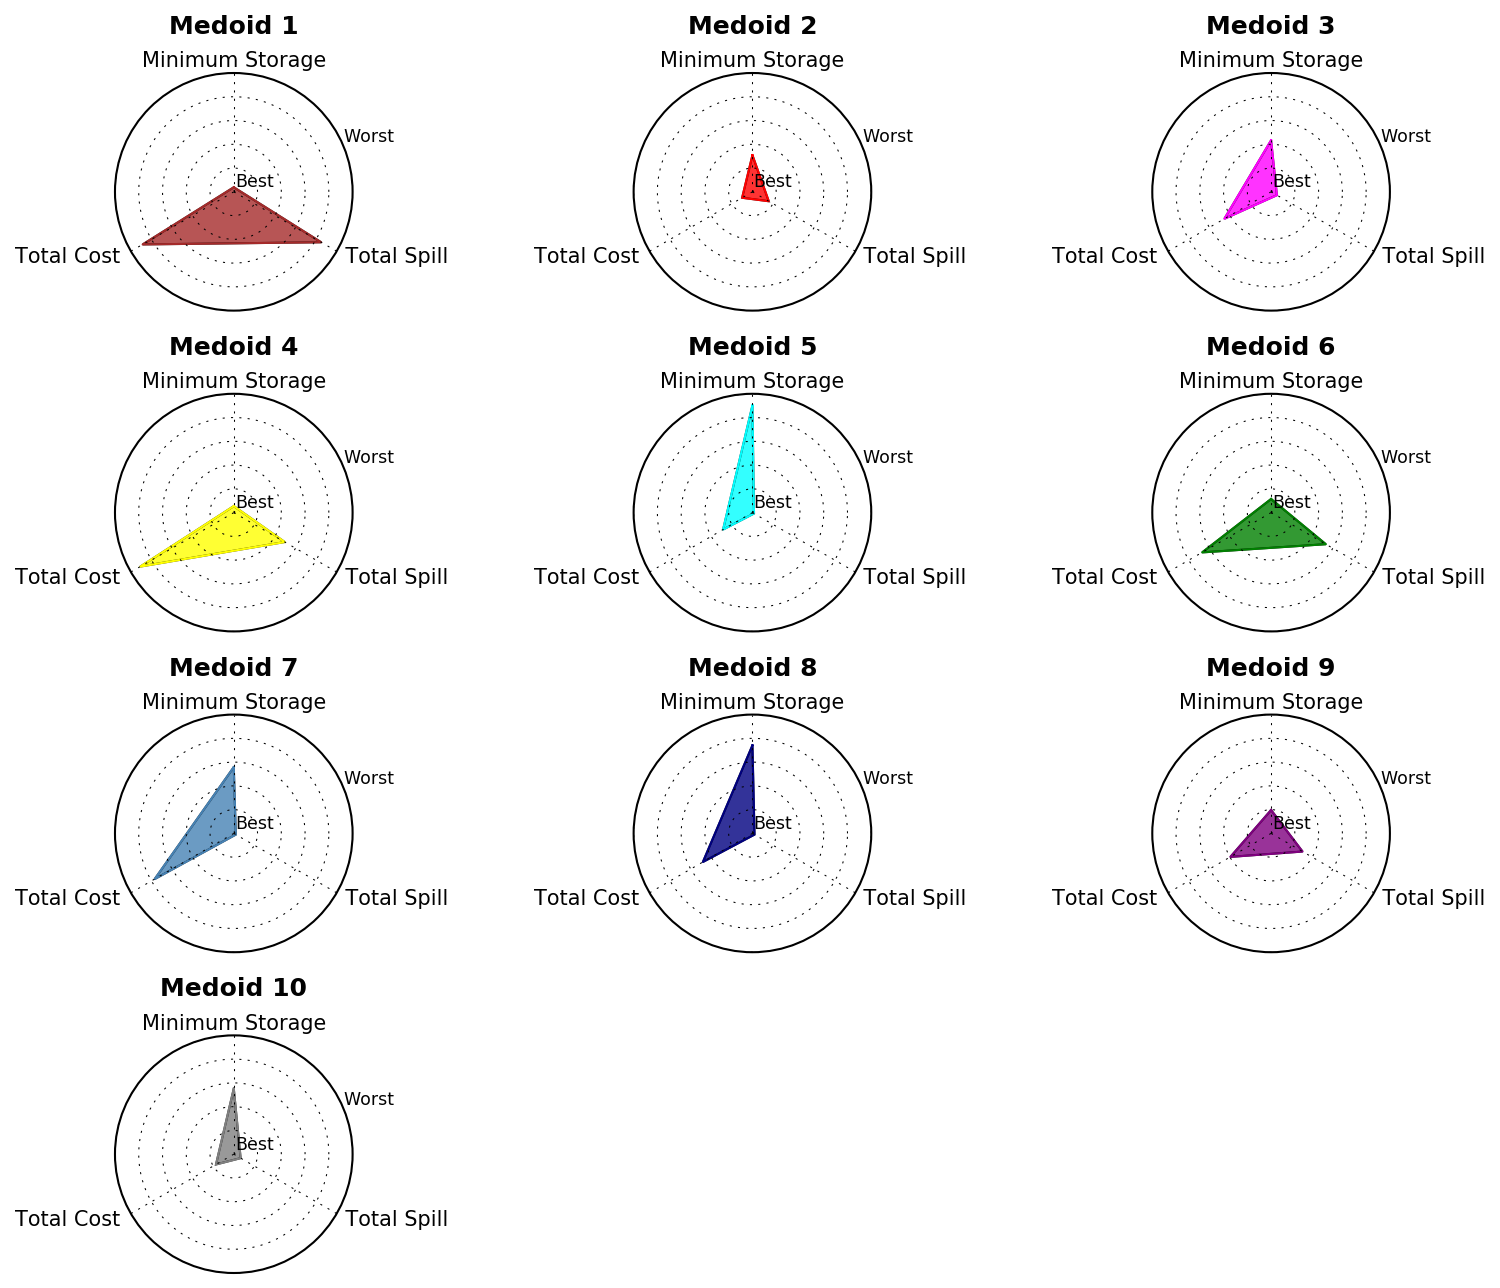 Medoid 1
Minimum Storage
Worst
Best
Total Cost
Total Spill
Medoid 2
Minimum Storage
Worst
Best
Total Cost
Total Spill
Medoid 3
Minimum Storage
Worst
Best
Total Cost
Total Spill
Medoid 4
Minimum Storage
Worst
Best
Total Cost
Total Spill
Medoid 5
Minimum Storage
Worst
Best
Total Cost
Total Spill
Medoid 6
Minimum Storage
Worst
Best
Total Cost
Total Spill
Medoid 7
Minimum Storage
Worst
Best
Total Cost
Total Spill
Medoid 8
Minimum Storage
Worst
Best
Total Cost
Total Spill
Medoid 9
Minimum Storage
Worst
Best
Total Cost
Total Spill
Medoid 10
Minimum Storage
Worst
Best
Total Cost
Total Spill